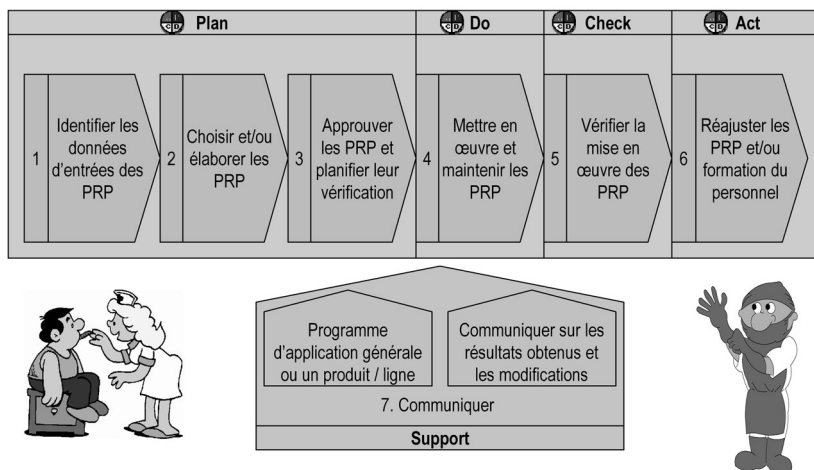 Plan
Do
Check
Act
1
Identifier les
données
d'entrées des
PRP
2
Choisir et/ou
élaborer les
PRP
3
Approuver
les PRP et
planifier leur
vérification
4
Mettre en
œuvre et
maintenir les
PRP
5
Vérifier la
mise en
œuvre des
PRP
6
Réajuster les
PRP et/ou
formation du
personnel
Programme
d'application générale
ou un produit / ligne
Communiquer sur les
résultats obtenus et
les modifications
7. Communiquer
Support